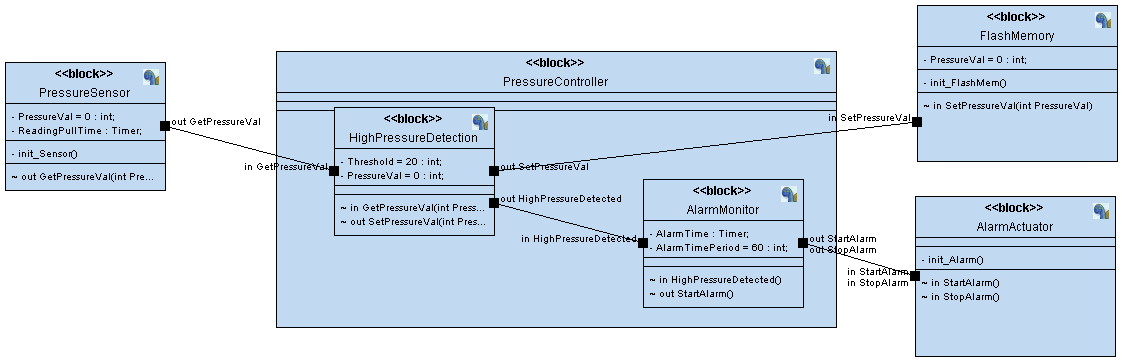 <<block>>
PressureSensor
- PressureVal = 0 : int;
- ReadingPullTime : Timer;
- init_Sensor()
~ out GetPressureVal(int Pre...
out GetPressureVal
<<block>>
PressureController
in GetPressureVal
<<block>>
HighPressureDetection
- Threshold = 20 : int;
- PressureVal = 0 : int;
~ in GetPressureVal(int Press...
~ out SetPressureVal(int Press...
out SetPressureVal
out HighPressureDetected
in HighPressureDetected
<<block>>
AlarmMonitor
- AlarmTime : Timer;
- AlarmTimePeriod = 60 : int;
~ in HighPressureDetected()
~ out StartAlarm()
out StartAlarm
out StopAlarm
in SetPressureVal
<<block>>
FlashMemory
- PressureVal = 0 : int;
- init_FlashMem()
~ in SetPressureVal(int PressureVal)
in StartAlarm
in StopAlarm
<<block>>
AlarmActuator
- init_Alarm()
~ in StartAlarm()
~ in StopAlarm()